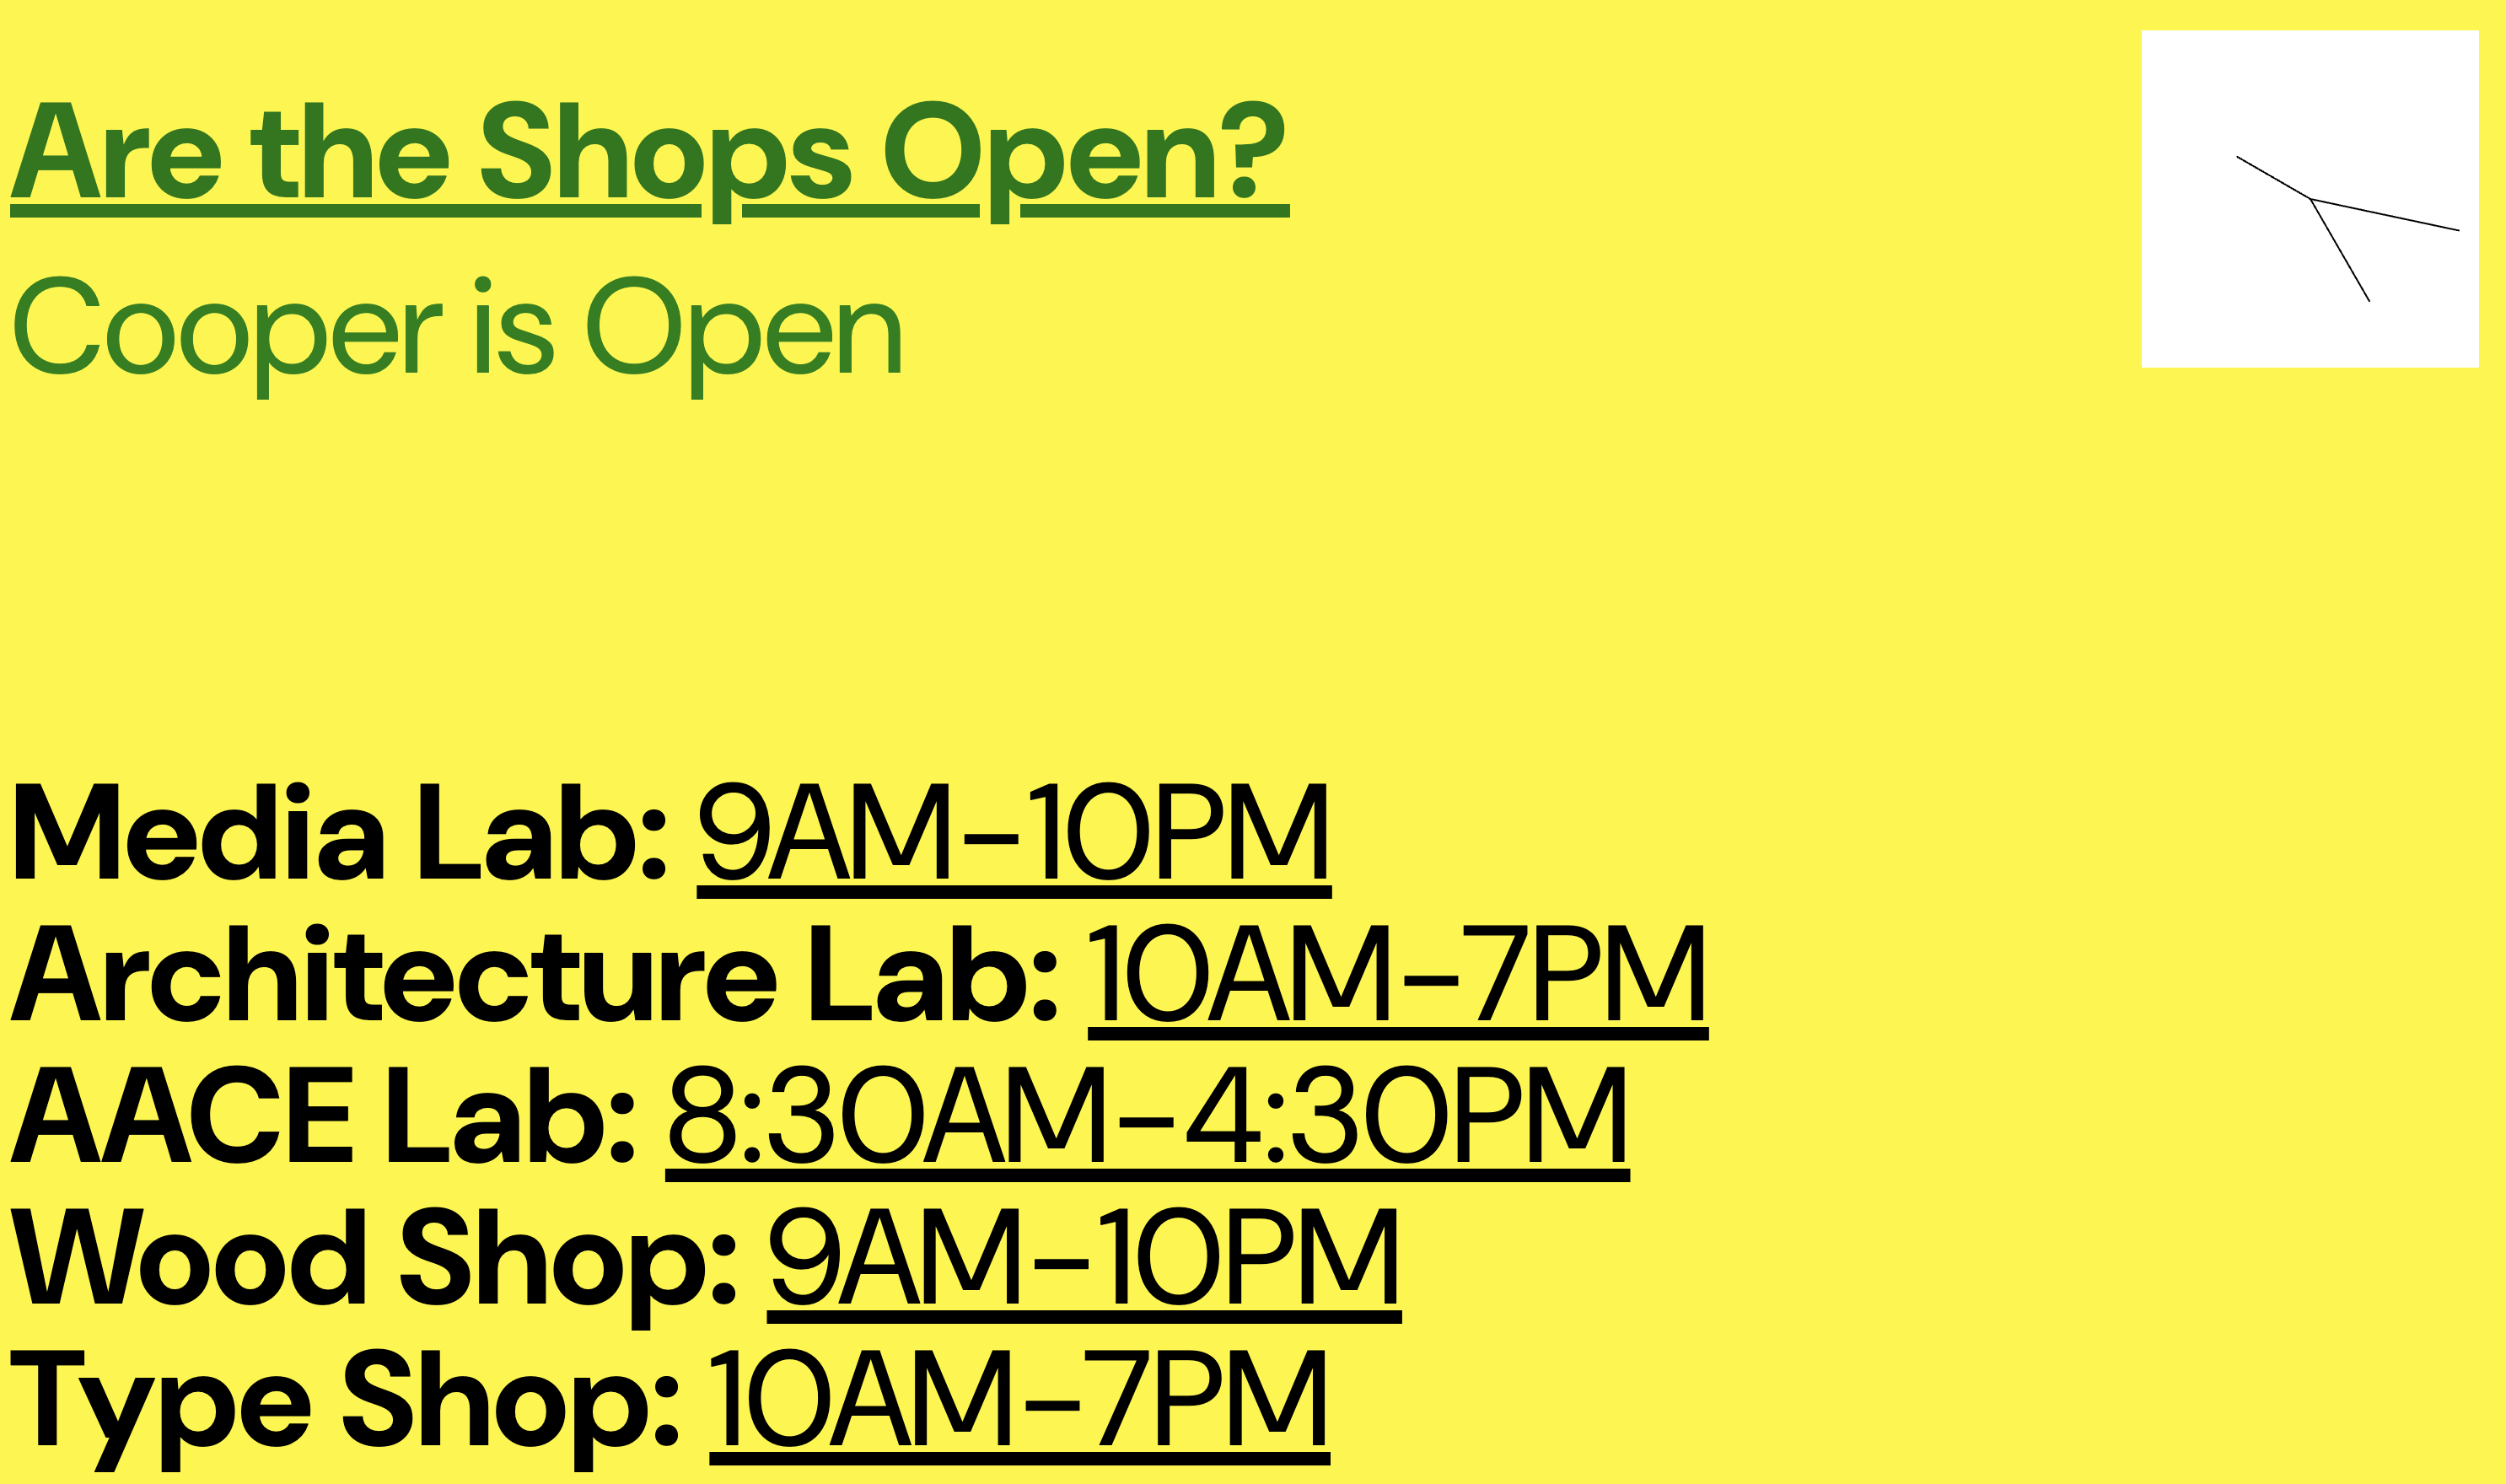 Are the Shops Open?
Cooper is Open
Media Lab: 9AM–10PM
Architecture Lab: 10AM–7PM
AACE Lab: 8:30AM–4:30PM
Wood Shop: 9AM–10PM
Type Shop: 10AM–7PM